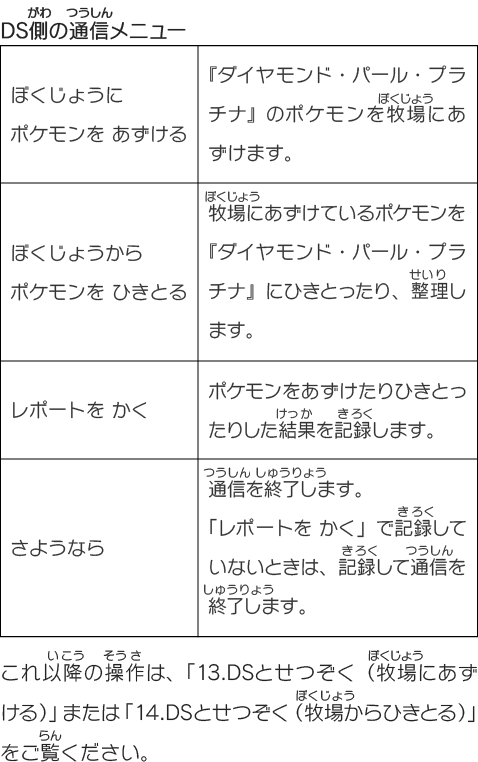 DS側の通信メニュー
ぼくじょうに
ポケモンを あずける
『ダイヤモンド・パール・プラ
チナ』のポケモンを牧場にあ
ずけます。
ぼくじょうから
ポケモンを ひきとる
牧場にあずけているポケモンを
『ダイヤモンド・パール・プラ
チナ』にひきとったり、整理し
ます。
レポートを かく
ポケモンをあずけたりひきとっ
たりした結果を記録します。
さようなら
通信を終了します。
「レポートを かく」で記録して
いないときは、記録して通信を
終了します。
これ以降の操作は、「13.DSとせつぞく（牧場にあず
ける）」または「14.DSとせつぞく（牧場からひきとる）」
をご覧ください。